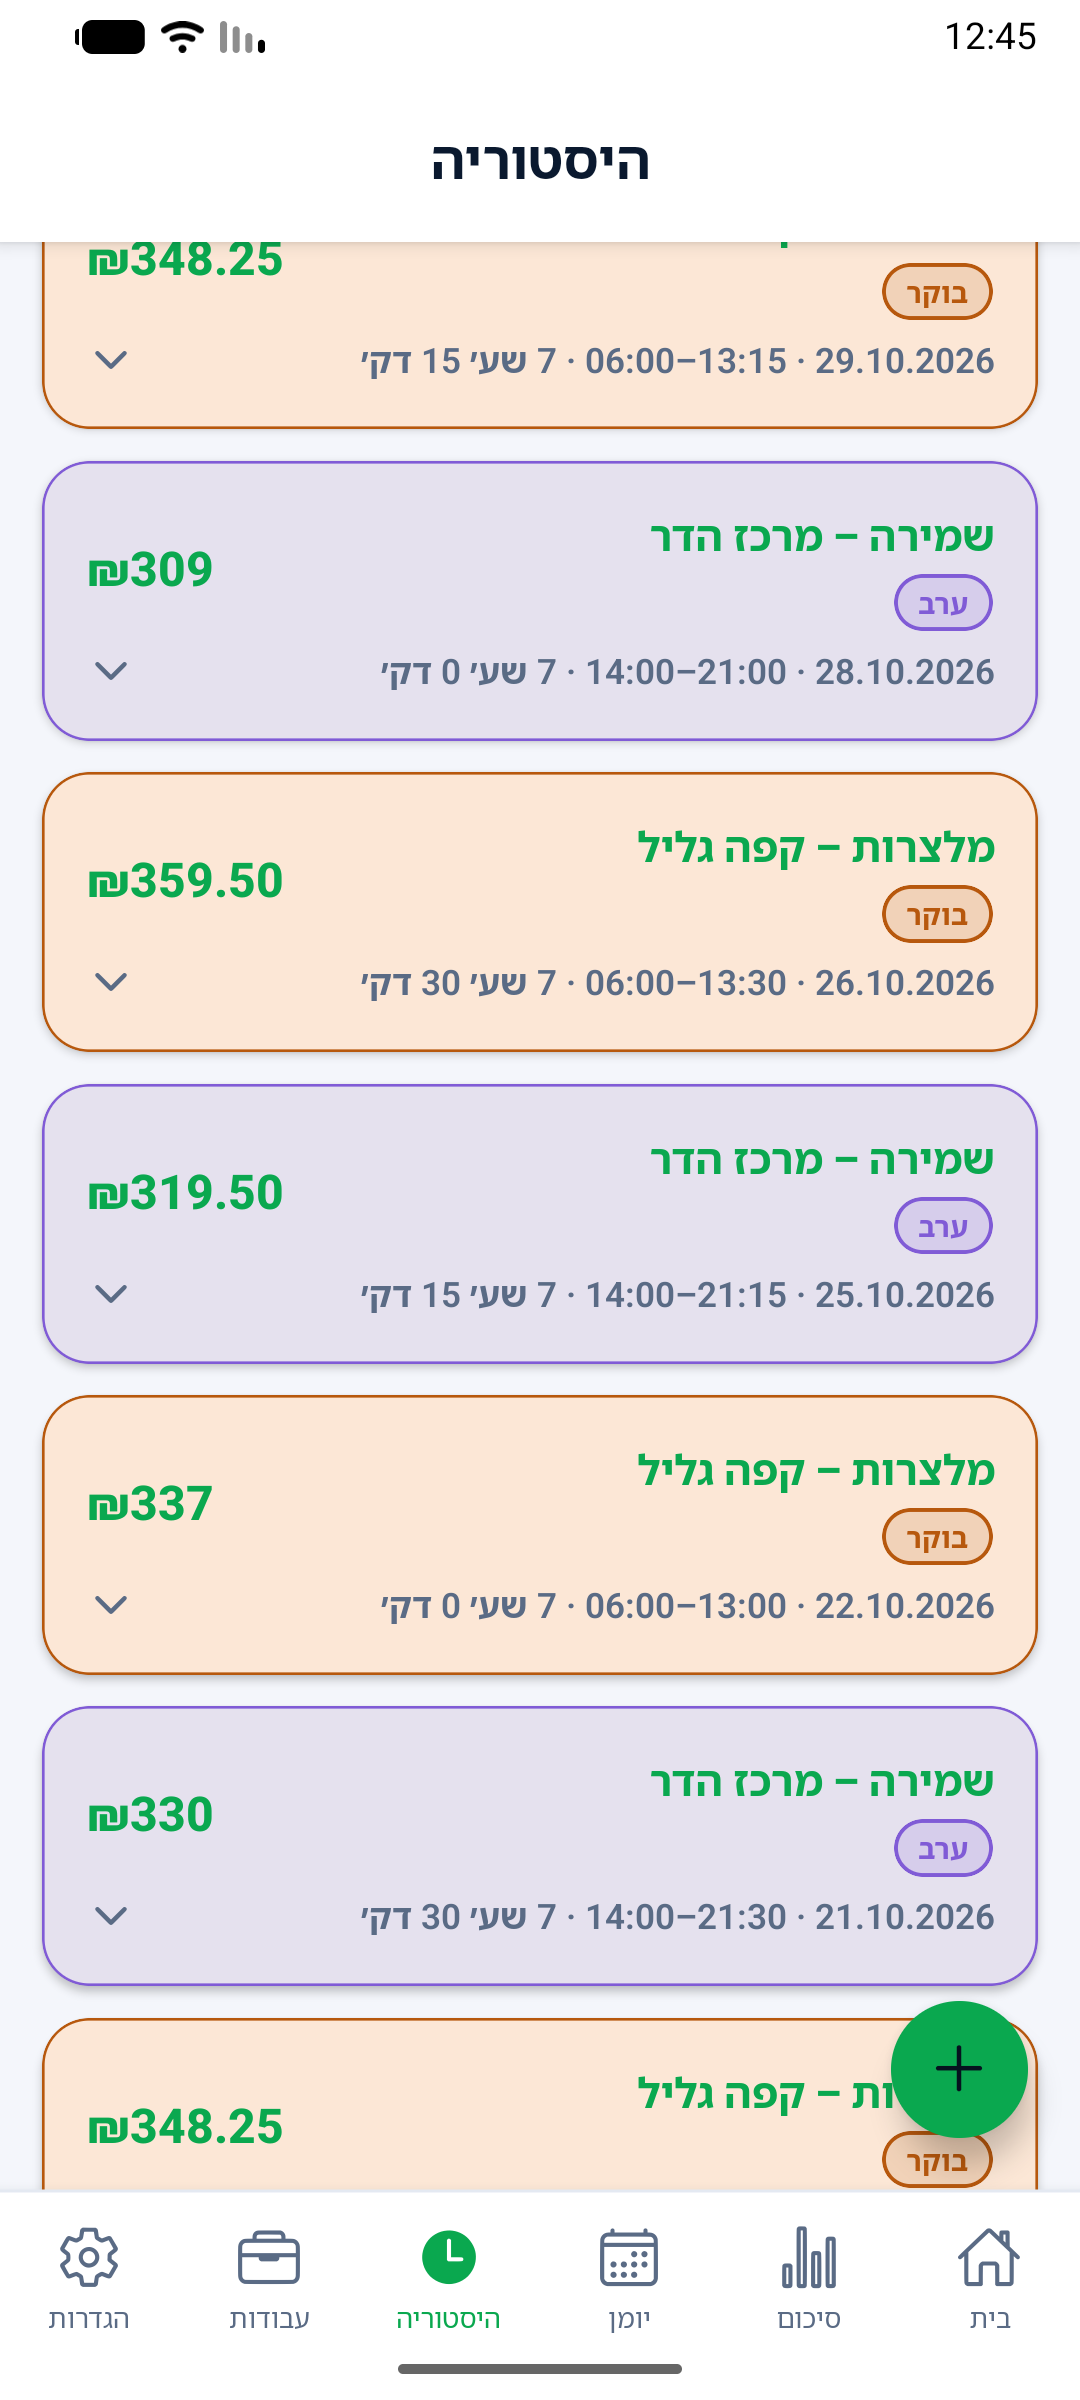 12:45
היסטוריה
₪348.25
בוקר
29.10.2026 · 06:00–13:15 · 7 שע׳ 15 דק׳
שמירה – מרכז הדר
₪309
ערב
28.10.2026 · 14:00–21:00 · 7 שע׳ 0 דק׳
מלצרות – קפה גליל
₪359.50
בוקר
26.10.2026 · 06:00–13:30 · 7 שע׳ 30 דק׳
שמירה – מרכז הדר
₪319.50
ערב
25.10.2026 · 14:00–21:15 · 7 שע׳ 15 דק׳
מלצרות – קפה גליל
₪337
בוקר
22.10.2026 · 06:00–13:00 · 7 שע׳ 0 דק׳
שמירה – מרכז הדר
₪330
ערב
21.10.2026 · 14:00–21:30 · 7 שע׳ 30 דק׳
– קפה גליל
₪348.25
בוקר
בית
סיכום
יומן
היסטוריה
עבודות
הגדרות